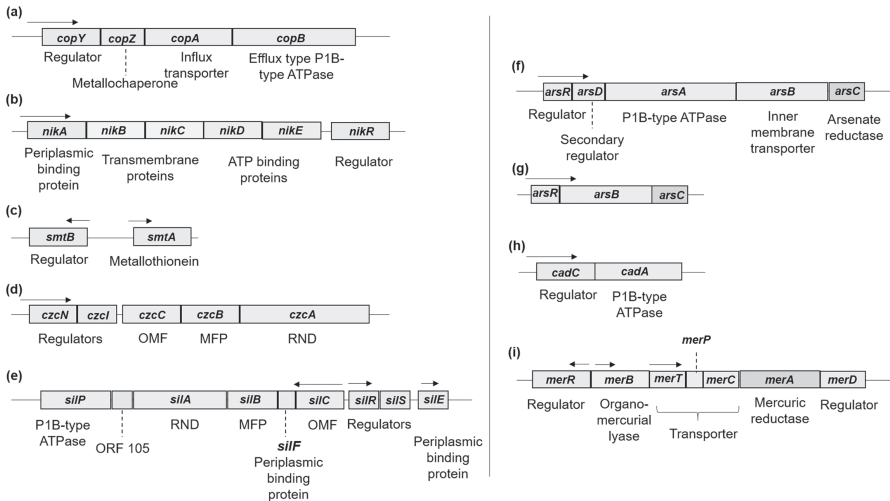 (a)
copY copZ copA copB
Regulator
Metallochaperone
Influx
transporter
Efflux type P1B-
type ATPase
(b)
nikA nikB nikC nikD nikE nikR
Periplasmic
binding
protein
Transmembrane
proteins
ATP binding
proteins
Regulator
(c)
smtB smtA
Regulator
Metallothionein
(d)
czcN czcI czcC czcB czcA
Regulators
OMF
MFP
RND
(e)
silP silA silB silC silR silS silE
P1B-type
ATPase
ORF 105
RND
MFP
silF
Periplasmic
binding
protein
OMF
Regulators
Periplasmic
binding
protein
(f)
arsR arsD arsA arsB arsC
Regulator
Secondary
regulator
P1B-type ATPase
Inner
membrane
transporter
Arsenate
reductase
(g)
arsR arsB arsC
(h)
cadC cadA
Regulator
P1B-type
ATPase
merP
(i)
merR merB merT merC merA merD
Regulator
Organo-
mercurial
lyase
Transporter
Mercuric
reductase
Regulator